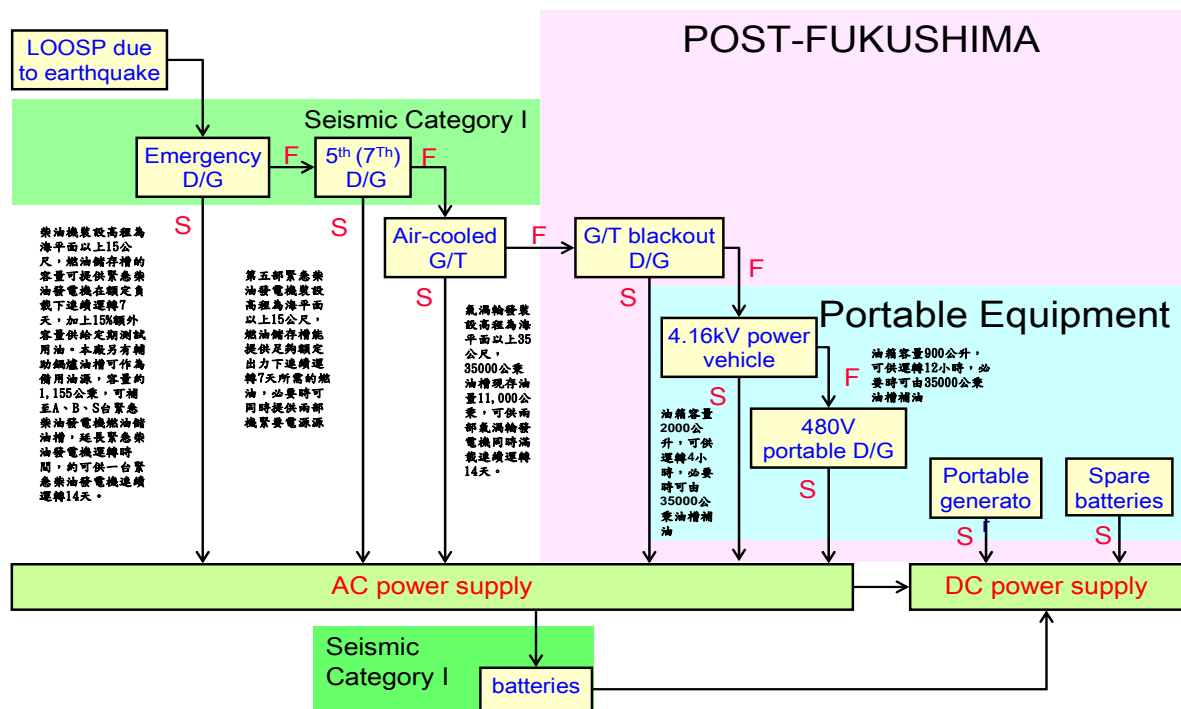 POST-FUKUSHIMA
LOOSP due
to earthquake
Seismic Category I
Emergency
D/G
F
5th (7Th)
D/G
F
S
S
Air-cooled
G/T
F
S
G/T blackout
D/G
F
S
柴油機裝設高程為
海平面以上15公
尺，燃油儲存槽的
容量可提供緊急柴
油發電機在額定負
載下連續運轉7
天，加上15%額外
容量供給定期測試
用油。本廠另有輔
助鍋爐油槽可作為
備用油源，容量約
1,155公秉，可補
至A、B、S台緊急
柴油發電機燃油儲
油槽，延長緊急柴
油發電機運轉時
間，約可供一台緊
急柴油發電機連續
運轉14天。
第五部緊急柴
油發電機裝設
高程為海平面
以上15公尺，
燃油儲存槽能
提供足夠額定
出力下連續運
轉7天所需的燃
油，必要時可
同時提供兩部
機緊要電源源
氣渦輪發裝
設高程為海
平面以上35
公尺，
35000公秉
油槽現存油
量11,000公
秉，可供兩
部氣渦輪發
電機同時滿
載連續運轉
14天。
Portable Equipment
4.16kV power
vehicle
F
S
油箱容量900公升，
可供運轉12小時，必
要時可由35000公秉
油槽補油
油箱容量
2000公
升，可供
運轉4小
時，必要
時可由
35000公
秉油槽補
油
480V
portable D/G
S
Portable
generato
r
S
Spare
batteries
S
AC power supply
DC power supply
Seismic
Category I
batteries